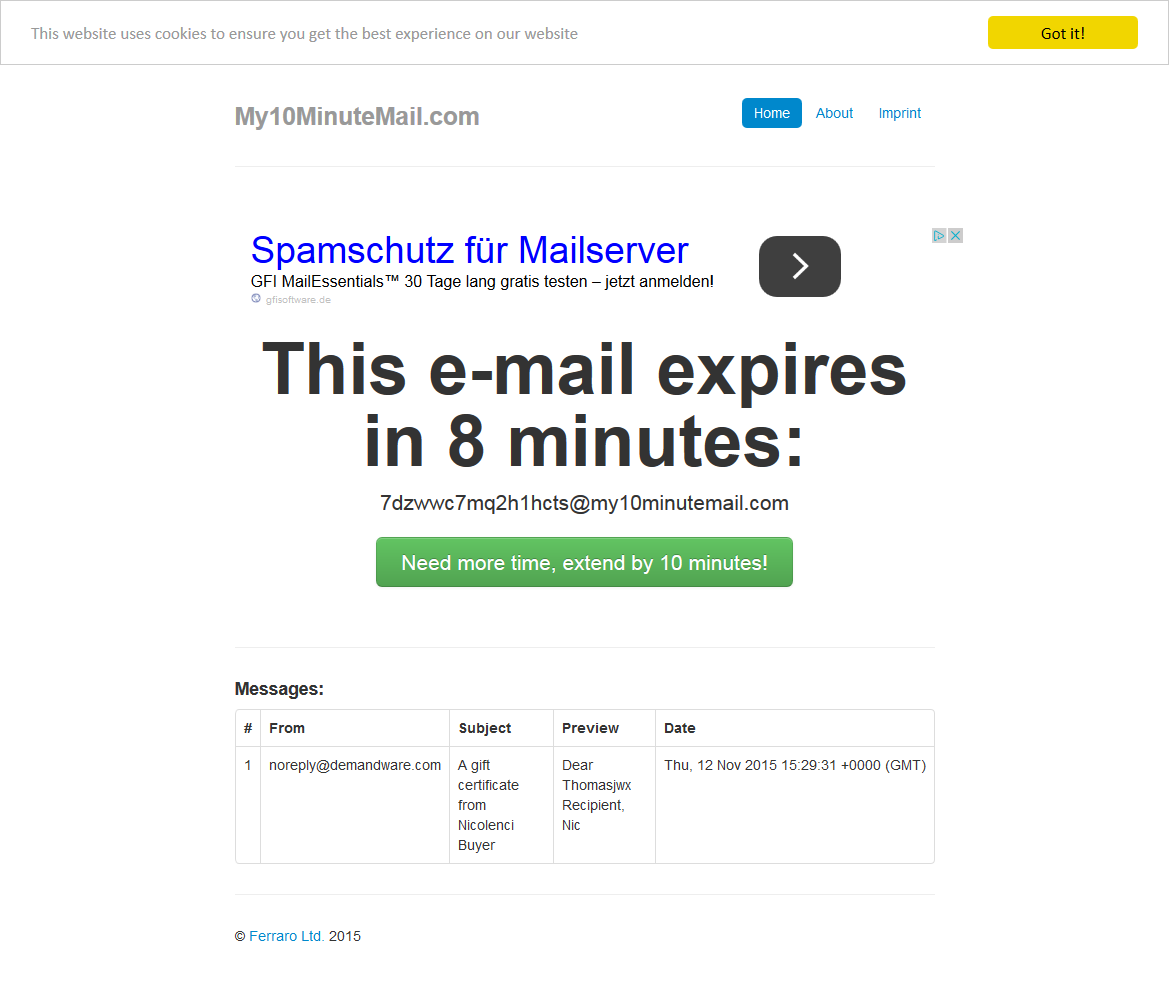 This website uses cookies to ensure you get the best experience on our website
Got it!
My10MinuteMail.com
Home About Imprint
Spamschutz für Mailserver
GFI MailEssentials™ 30 Tage lang gratis testen – jetzt anmelden!
gfisoftware.de
This e-mail expires
in 8 minutes:
7dzwwc7mq2h1hcts@my10minutemail.com
Need more time, extend by 10 minutes!
Messages:
# From Subject Preview Date
1 noreply@demandware.com A gift Dear Thu, 12 Nov 2015 15:29:31 +0000 (GMT)
certificate Thomasjwx
from Recipient,
Nicolenci Nic
Buyer
© Ferraro Ltd. 2015